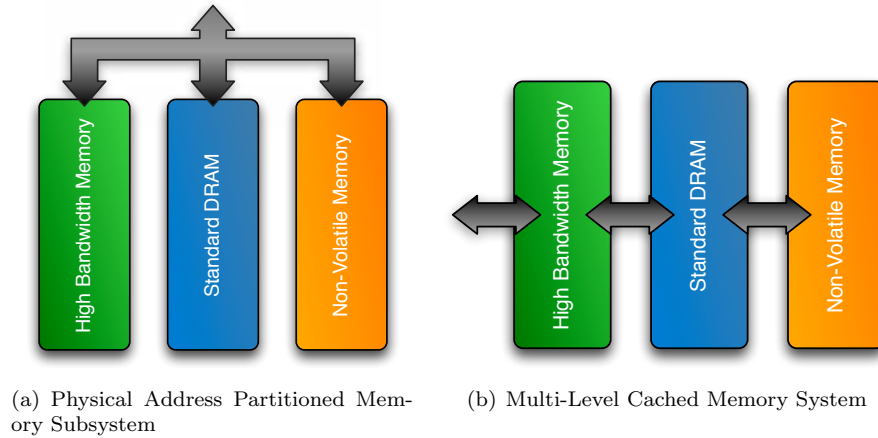 High Bandwidth Memory
Standard DRAM
Non-Volatile Memory
High Bandwidth Memory
Standard DRAM
Non-Volatile Memory
(a) Physical Address Partitioned Mem-
ory Subsystem
(b) Multi-Level Cached Memory System